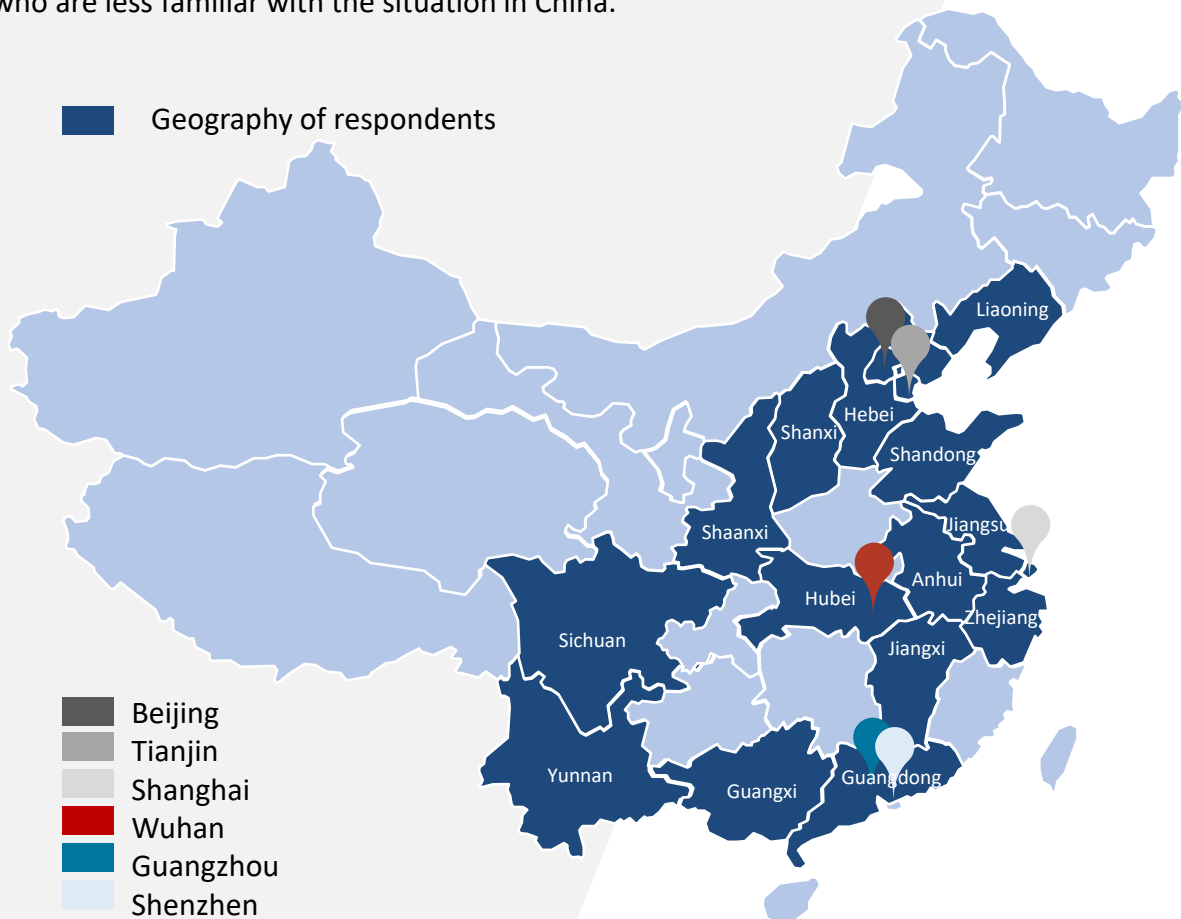 who are less familiar with the situation in China.
Geography of respondents
Liaoning
Hebei
Shanxi
Shandong
Jiangsu
Shaanxi
Anhui
Hubei
Zhejiang
Sichuan
Jiangxi
Yunnan
Guangxi
Guangdong
Beijing
Tianjin
Shanghai
Wuhan
Guangzhou
Shenzhen